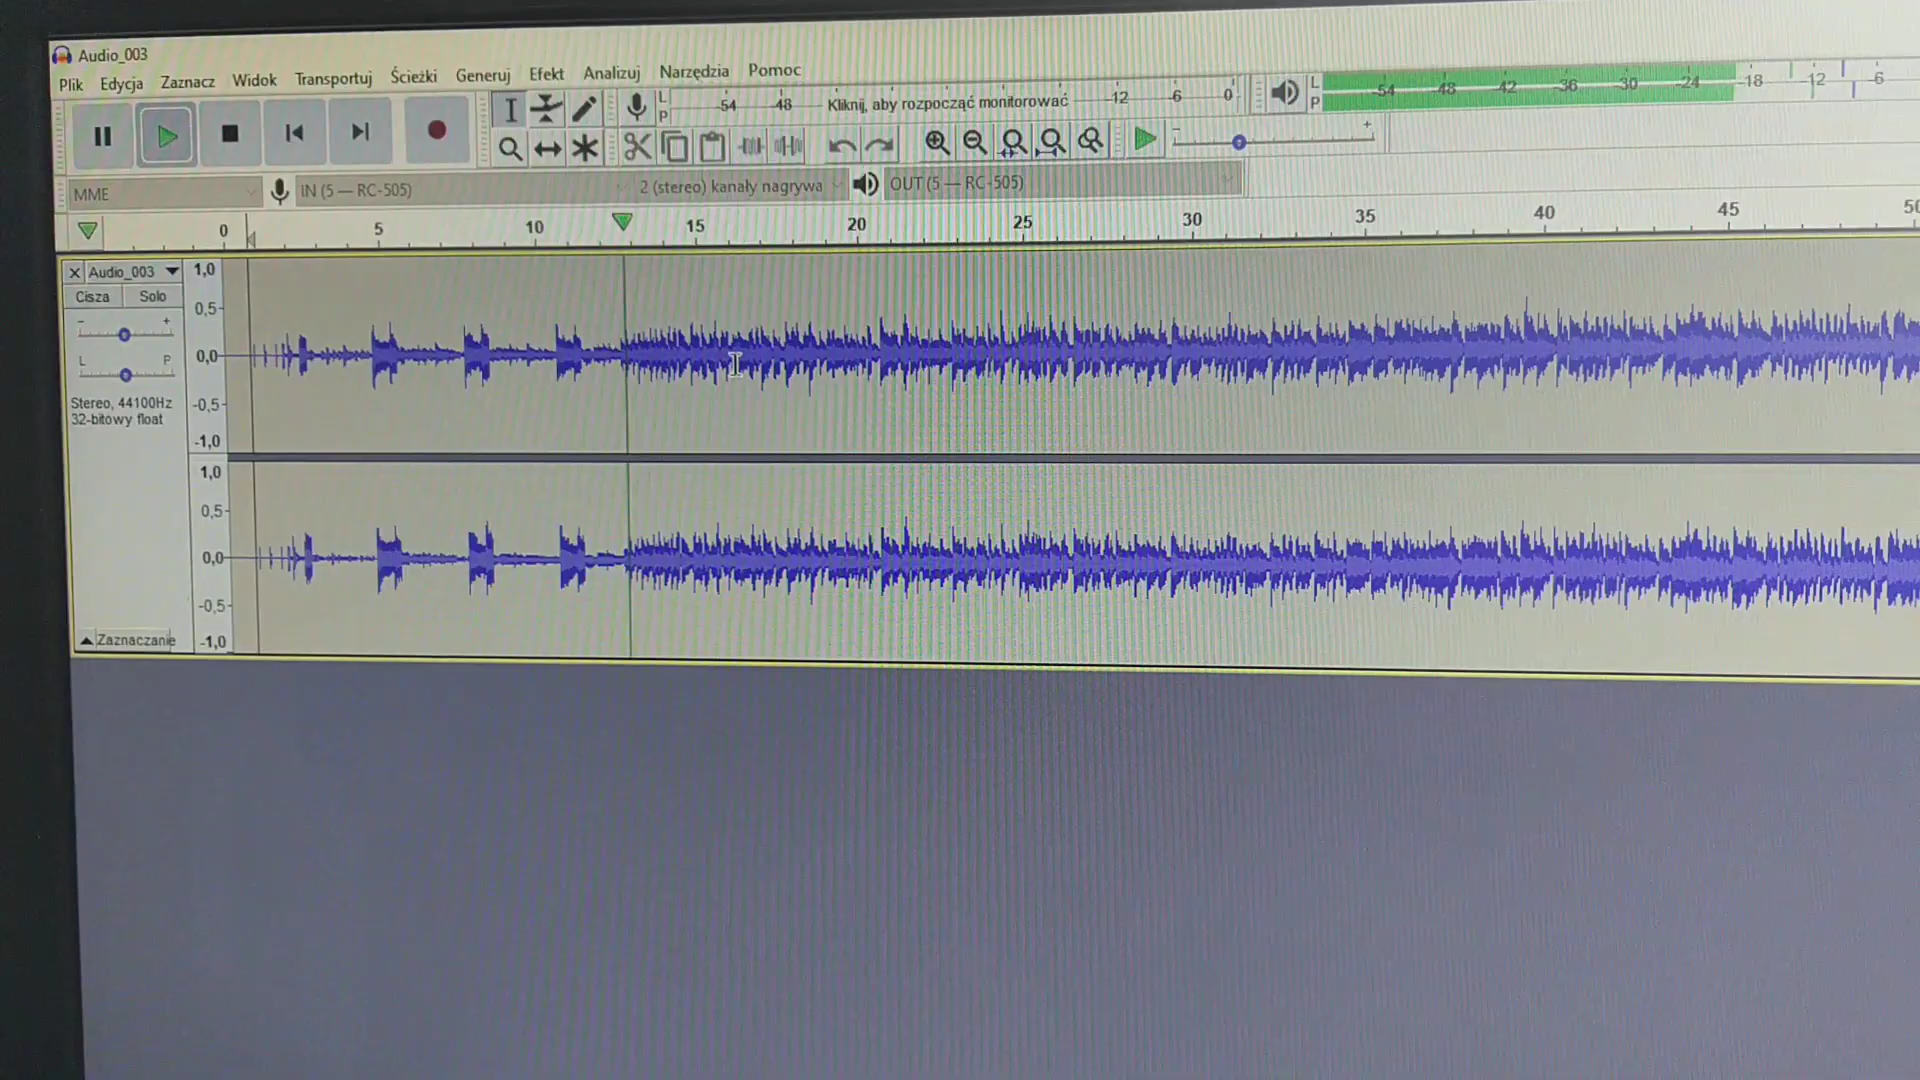 Audio_003
Plik Edycja Zaznacz Widok Transportuj Ścieżki Generuj Efekt Analizuj Narzędzia Pomoc
L P -54 -48 Kliknij, aby rozpocząć monitorować -12 -6 0 L P -54 -48 -42 -36 -30 -24 -18 -12 -6
MME IN (5 — RC-505) 2 (stereo) kanały nagrywa OUT (5 — RC-505)
0 5 10 15 20 25 30 35 40 45 50
Audio_003 1,0
Cisza Solo
0,5
- +
0,0
L P
Stereo, 44100Hz
-0,5
32-bitowy float
-1,0
1,0
0,5
0,0
-0,5
Zaznaczanie -1,0